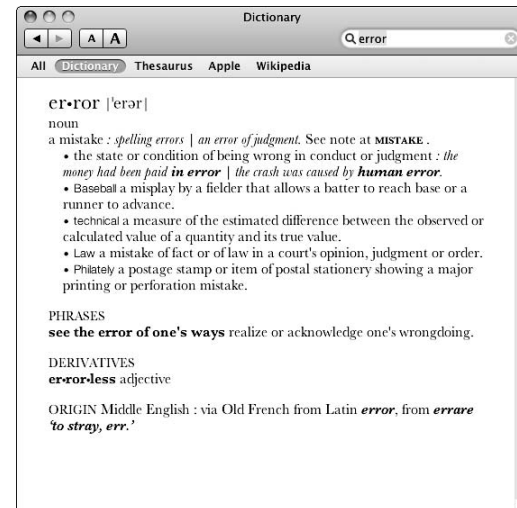 Dictionary
A A
error
All Dictionary Thesaurus Apple Wikipedia
er•ror |ˈerər|
noun
a mistake : spelling errors | an error of judgment. See note at MISTAKE .
• the state or condition of being wrong in conduct or judgment : the
money had been paid in error | the crash was caused by human error.
• Baseball a misplay by a fielder that allows a batter to reach base or a
runner to advance.
• technical a measure of the estimated difference between the observed or
calculated value of a quantity and its true value.
• Law a mistake of fact or of law in a court's opinion, judgment or order.
• Philately a postage stamp or item of postal stationery showing a major
printing or perforation mistake.
PHRASES
see the error of one's ways realize or acknowledge one's wrongdoing.
DERIVATIVES
er•ror•less adjective
ORIGIN Middle English : via Old French from Latin error, from errare
‘to stray, err.’